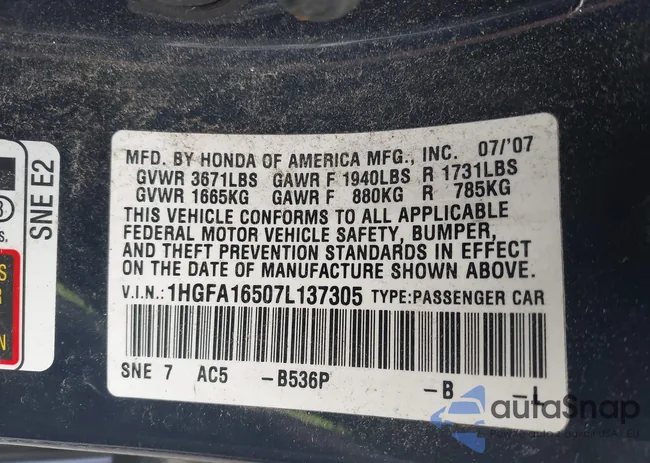 MFD. BY HONDA OF AMERICA MFG., INC. 07/'07
GVWR 3671LBS GAWR F 1940LBS R 1731LBS
GVWR 1665KG GAWR F 880KG R 785KG
THIS VEHICLE CONFORMS TO ALL APPLICABLE
FEDERAL MOTOR VEHICLE SAFETY, BUMPER,
AND THEFT PREVENTION STANDARDS IN EFFECT
ON THE DATE OF MANUFACTURE SHOWN ABOVE.
V.I.N.: 1HGFA16507L137305 TYPE:PASSENGER CAR
SNE 7 AC5 -B536P -B -L
SNE E2
autaSnap